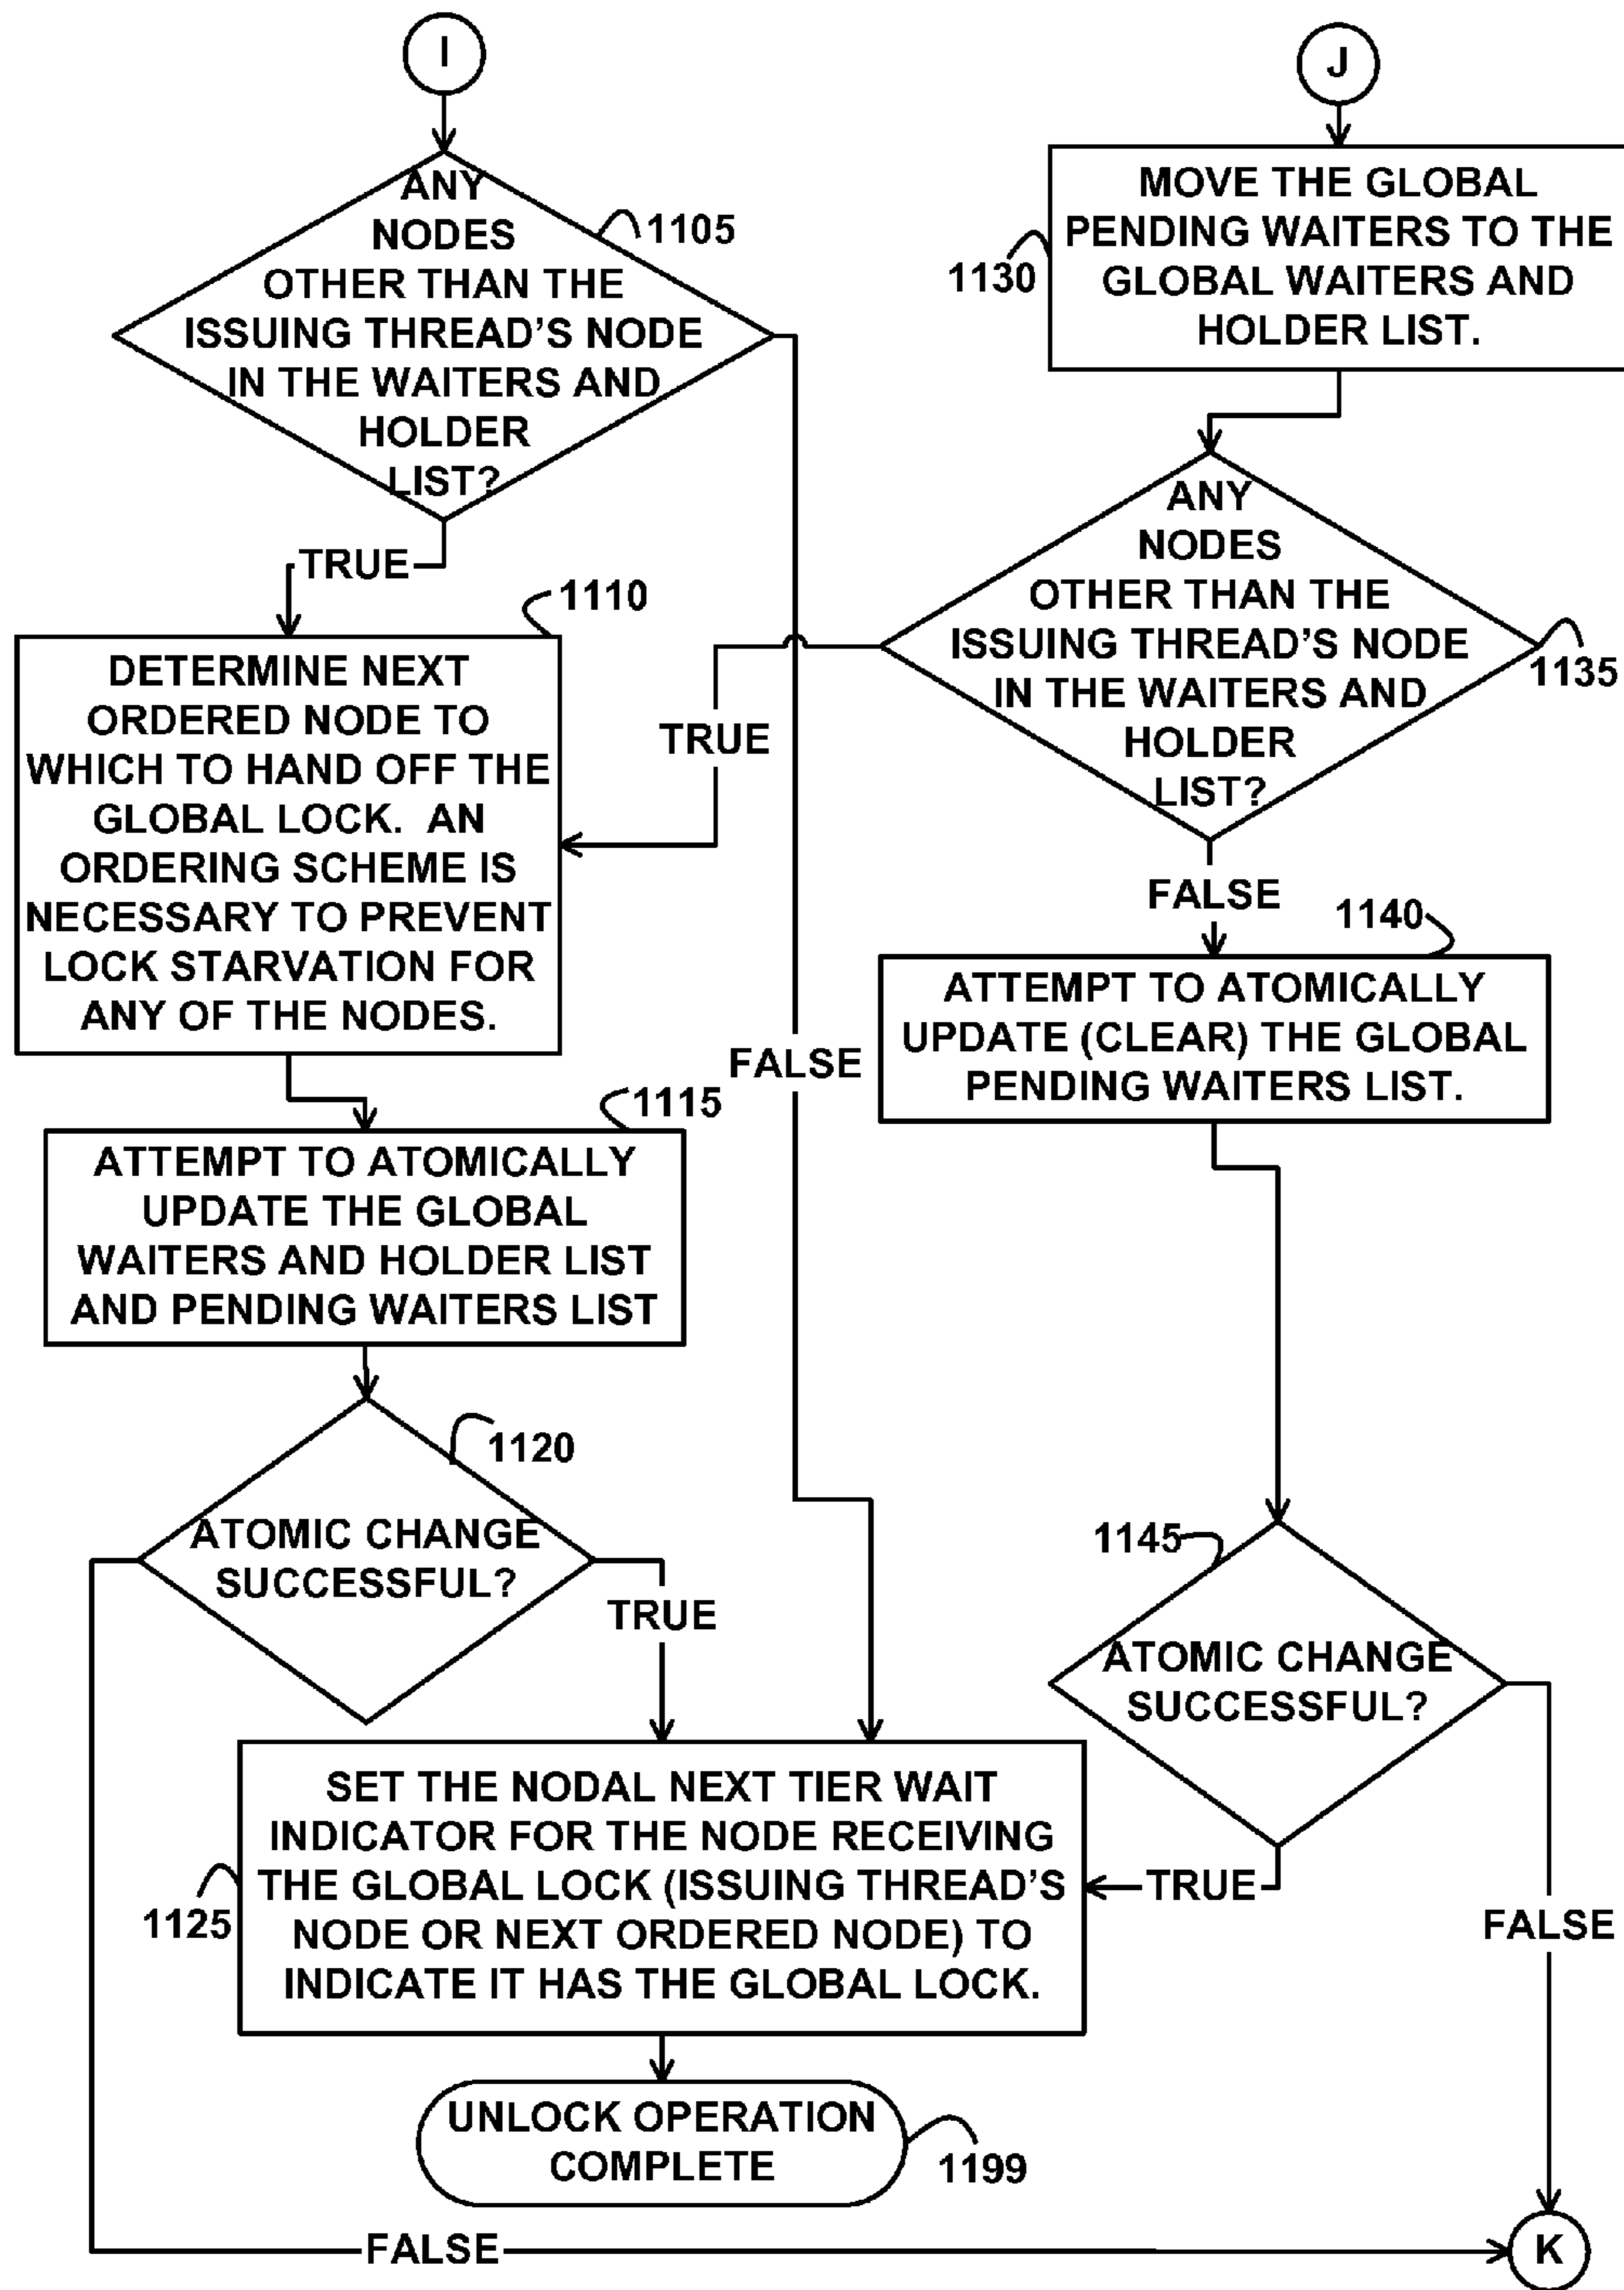 I
ANY
NODES
OTHER THAN THE
ISSUING THREAD'S NODE
IN THE WAITERS AND
HOLDER
LIST?
1105
TRUE
1110
DETERMINE NEXT
ORDERED NODE TO
WHICH TO HAND OFF THE
GLOBAL LOCK. AN
ORDERING SCHEME IS
NECESSARY TO PREVENT
LOCK STARVATION FOR
ANY OF THE NODES.
1115
ATTEMPT TO ATOMICALLY
UPDATE THE GLOBAL
WAITERS AND HOLDER LIST
AND PENDING WAITERS LIST
1120
ATOMIC CHANGE
SUCCESSFUL?
TRUE
FALSE
SET THE NODAL NEXT TIER WAIT
INDICATOR FOR THE NODE RECEIVING
THE GLOBAL LOCK (ISSUING THREAD'S
NODE OR NEXT ORDERED NODE) TO
INDICATE IT HAS THE GLOBAL LOCK.
1125
UNLOCK OPERATION
COMPLETE
1199
FALSE
J
MOVE THE GLOBAL
PENDING WAITERS TO THE
GLOBAL WAITERS AND
HOLDER LIST.
1130
ANY
NODES
OTHER THAN THE
ISSUING THREAD'S NODE
IN THE WAITERS AND
HOLDER
LIST?
1135
TRUE
FALSE
1140
ATTEMPT TO ATOMICALLY
UPDATE (CLEAR) THE GLOBAL
PENDING WAITERS LIST.
1145
ATOMIC CHANGE
SUCCESSFUL?
TRUE
FALSE
K